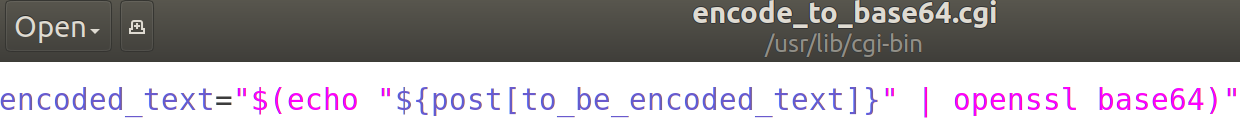 Open
encode_to_base64.cgi
/usr/lib/cgi-bin
encoded_text="$(echo "${post[to_be_encoded_text]}" | openssl base64)"